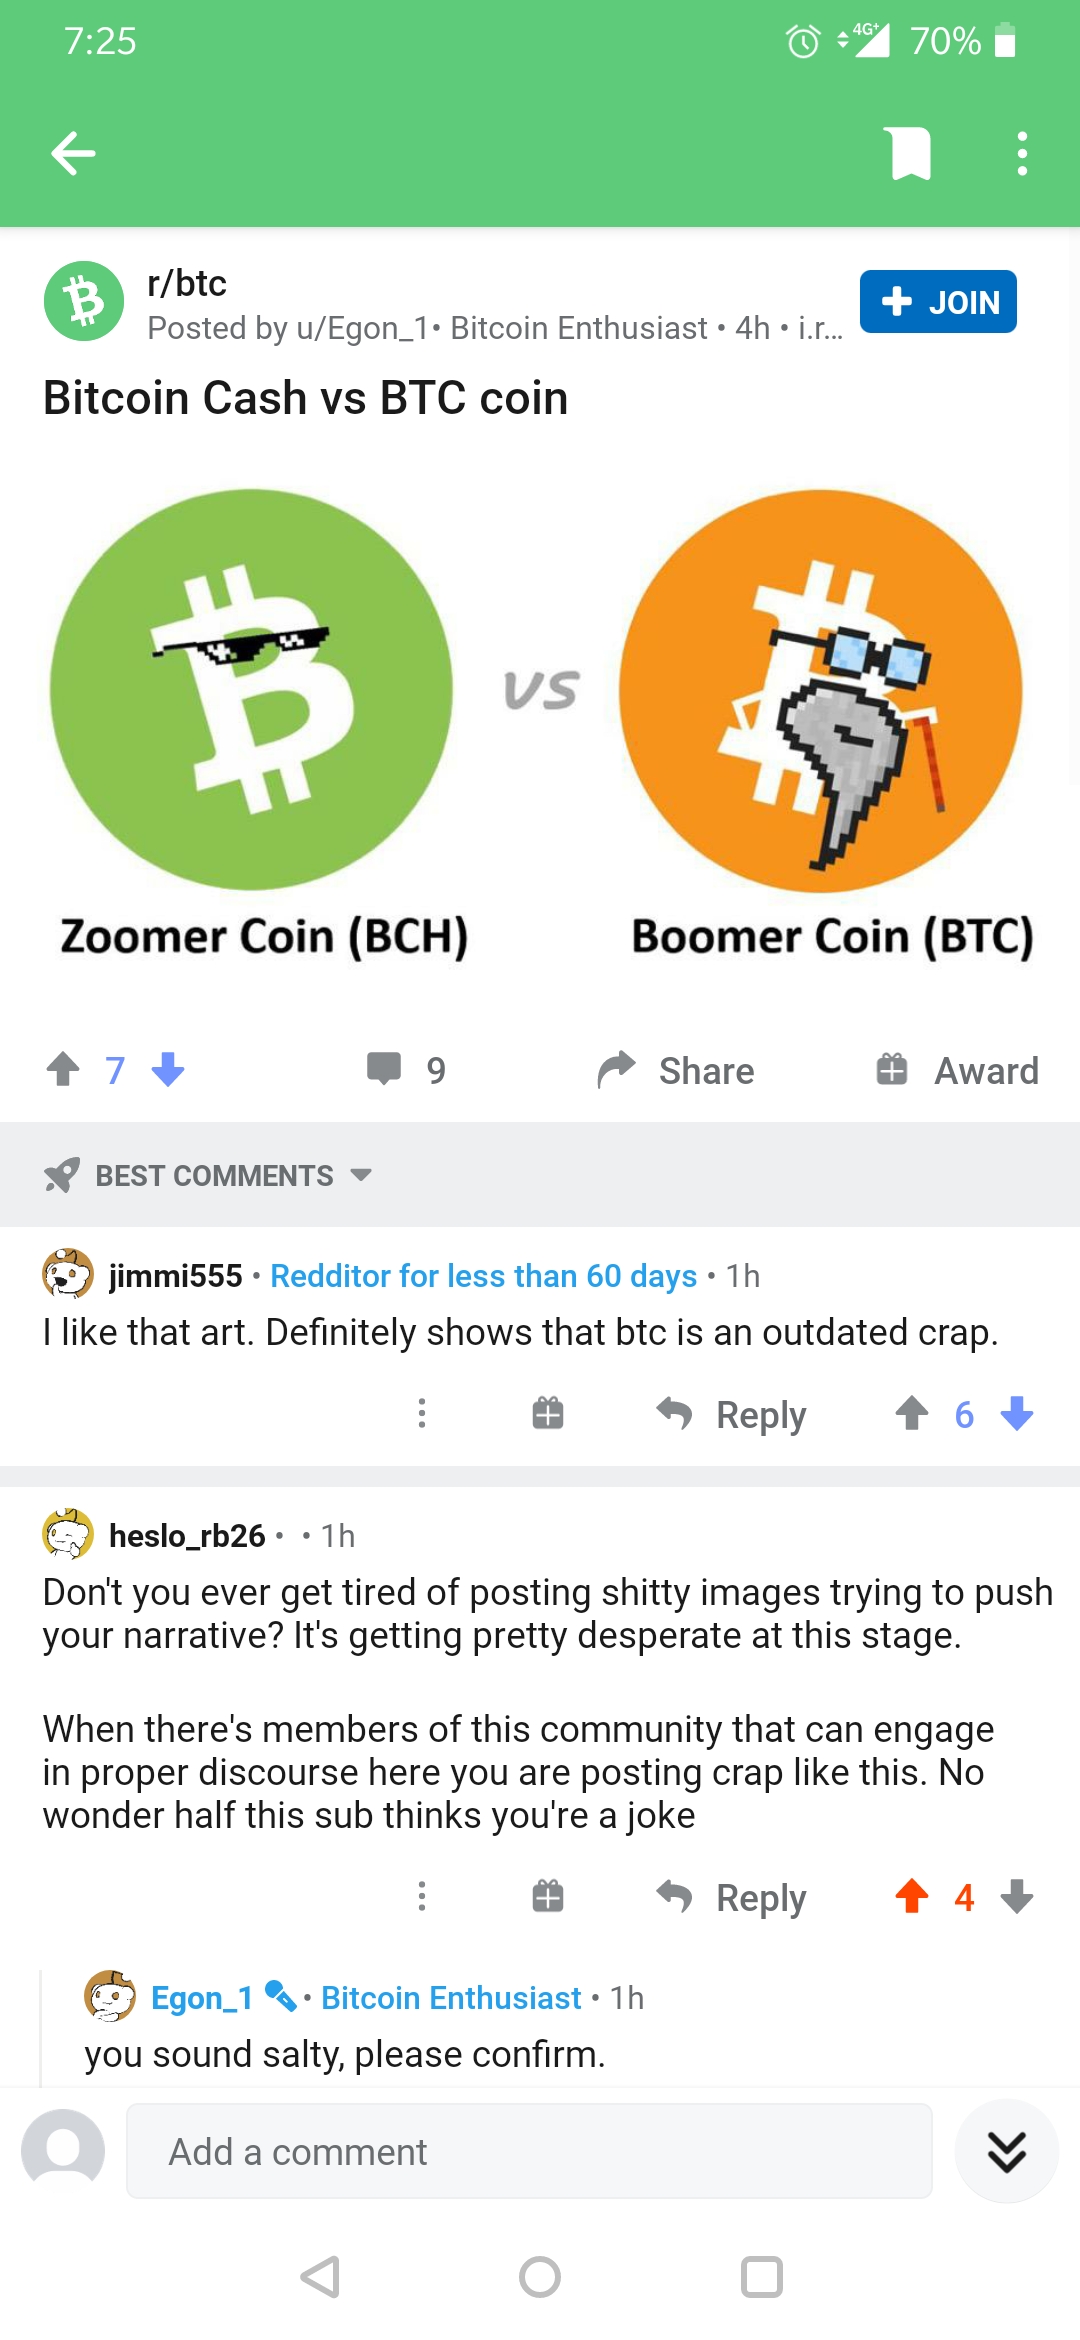 7:25
4G+ 70%
r/btc
Posted by u/Egon_1• Bitcoin Enthusiast • 4h • i.r...
+ JOIN
Bitcoin Cash vs BTC coin
vs
Zoomer Coin (BCH)
Boomer Coin (BTC)
7
9
Share
Award
BEST COMMENTS
jimmi555 • Redditor for less than 60 days • 1h
I like that art. Definitely shows that btc is an outdated crap.
Reply
6
heslo_rb26 • • 1h
Don't you ever get tired of posting shitty images trying to push
your narrative? It's getting pretty desperate at this stage.
When there's members of this community that can engage
in proper discourse here you are posting crap like this. No
wonder half this sub thinks you're a joke
Reply
4
Egon_1 • Bitcoin Enthusiast • 1h
you sound salty, please confirm.
Add a comment